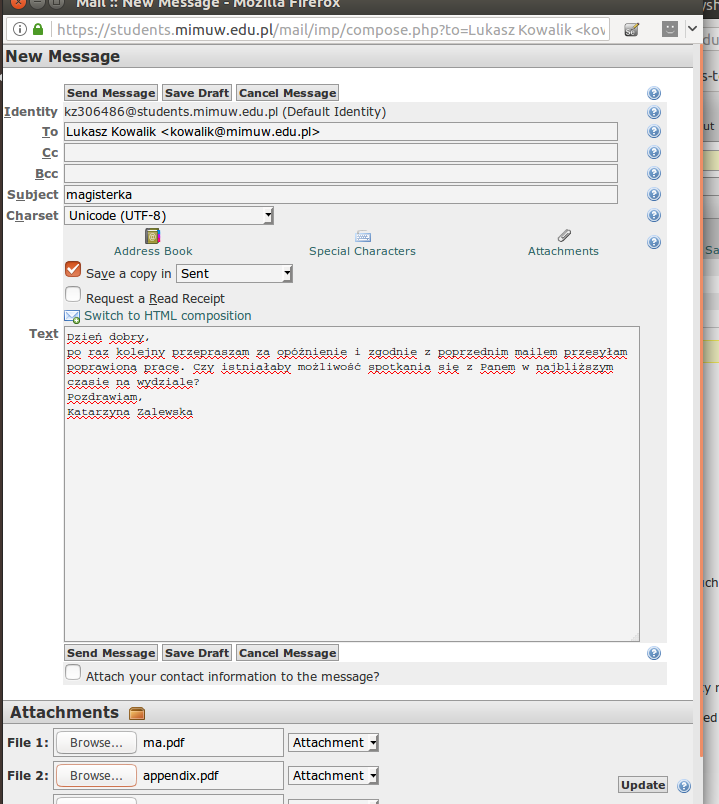 Mail :: New Message - Mozilla Firefox
https://students.mimuw.edu.pl/mail/imp/compose.php?to=Lukasz Kowalik <kow
New Message
Send Message Save Draft Cancel Message
Identity kz306486@students.mimuw.edu.pl (Default Identity)
To Lukasz Kowalik <kowalik@mimuw.edu.pl>
Cc
Bcc
Subject magisterka
Charset Unicode (UTF-8)
Address Book Special Characters Attachments
Save a copy in Sent
Request a Read Receipt
Switch to HTML composition
Text
Dzień dobry,
po raz kolejny przepraszam za opóźnienie i zgodnie z poprzednim mailem przesyłam
poprawioną pracę. Czy istniałaby możliwość spotkania się z Panem w najbliższym
czasie na wydziale?
Pozdrawiam,
Katarzyna Zalewska
Send Message Save Draft Cancel Message
Attach your contact information to the message?
Attachments
File 1: Browse... ma.pdf Attachment
File 2: Browse... appendix.pdf Attachment
Update